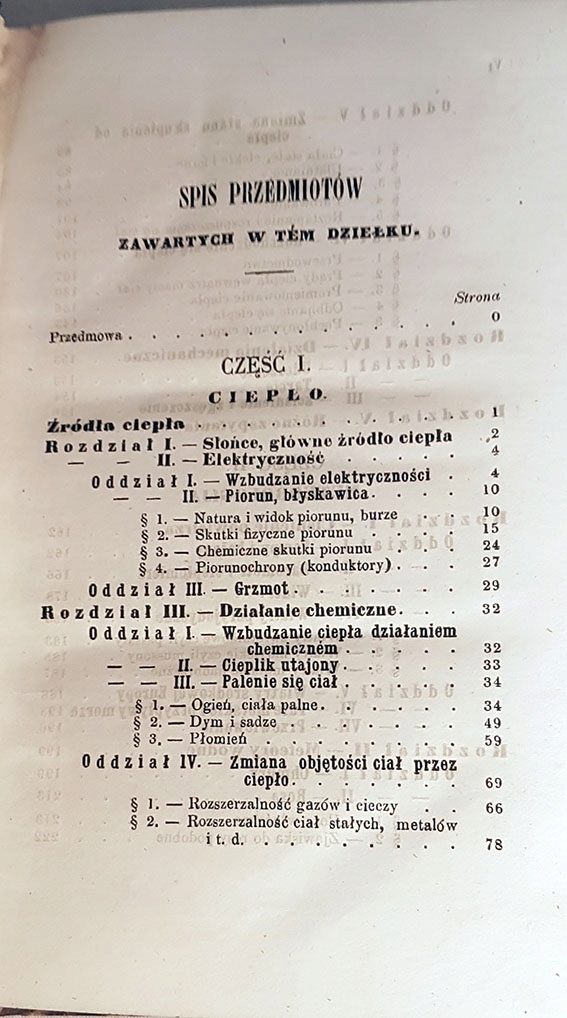 SPIS PRZEDMIOTÓW
ZAWARTYCH W TÉM DZIEŁKU.
Strona
Przedmowa . . . . . . . . . . . . . 0
CZĘŚĆ I.
CIEPŁO.
Źródła ciepła . . . . . . . . . . . 1
Rozdział I. — Słońce, główne źródło ciepła . 2
— — II. — Elektryczność . . . . . 4
Oddział I. — Wzbudzanie elektryczności . 4
— — II. — Piorun, błyskawica . . . . 10
§ 1. — Natura i widok piorunu, burze . . 10
§ 2. — Skutki fizyczne piorunu . . . . 15
§ 3. — Chemiczne skutki piorunu . . . 24
§ 4. — Piorunochrony (konduktory) . . . 27
Oddział III. — Grzmot . . . . . . . 29
Rozdział III. — Działanie chemiczne. . . 32
Oddział I. — Wzbudzanie ciepła działaniem
chemiczném . . . . . 32
— — II. — Cieplik utajony . . . . . 33
— — III. — Palenie się ciał . . . . . 34
§ 1. — Ogień, ciała palne. . . . . . 34
§ 2. — Dym i sadze . . . . . . . 49
§ 3. — Płomień . . . . . . . . 59
Oddział IV. — Zmiana objętości ciał przez
ciepło . . . . . . . 69
§ 1. — Rozszerzalność gazów i cieczy . . 66
§ 2. — Rozszerzalność ciał stałych, metalów
i t. d. . . . . . . . . . 78